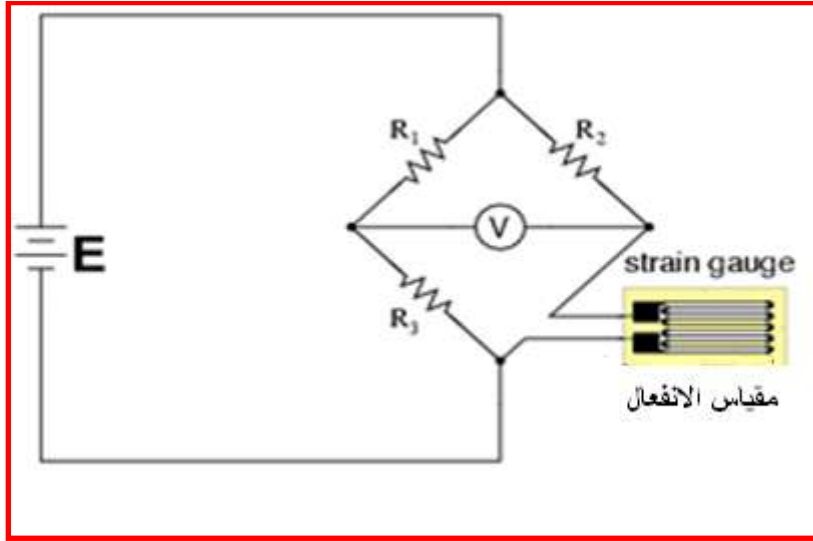 R₁
R₂
V
E
strain gauge
R₃
مقياس الانفعال